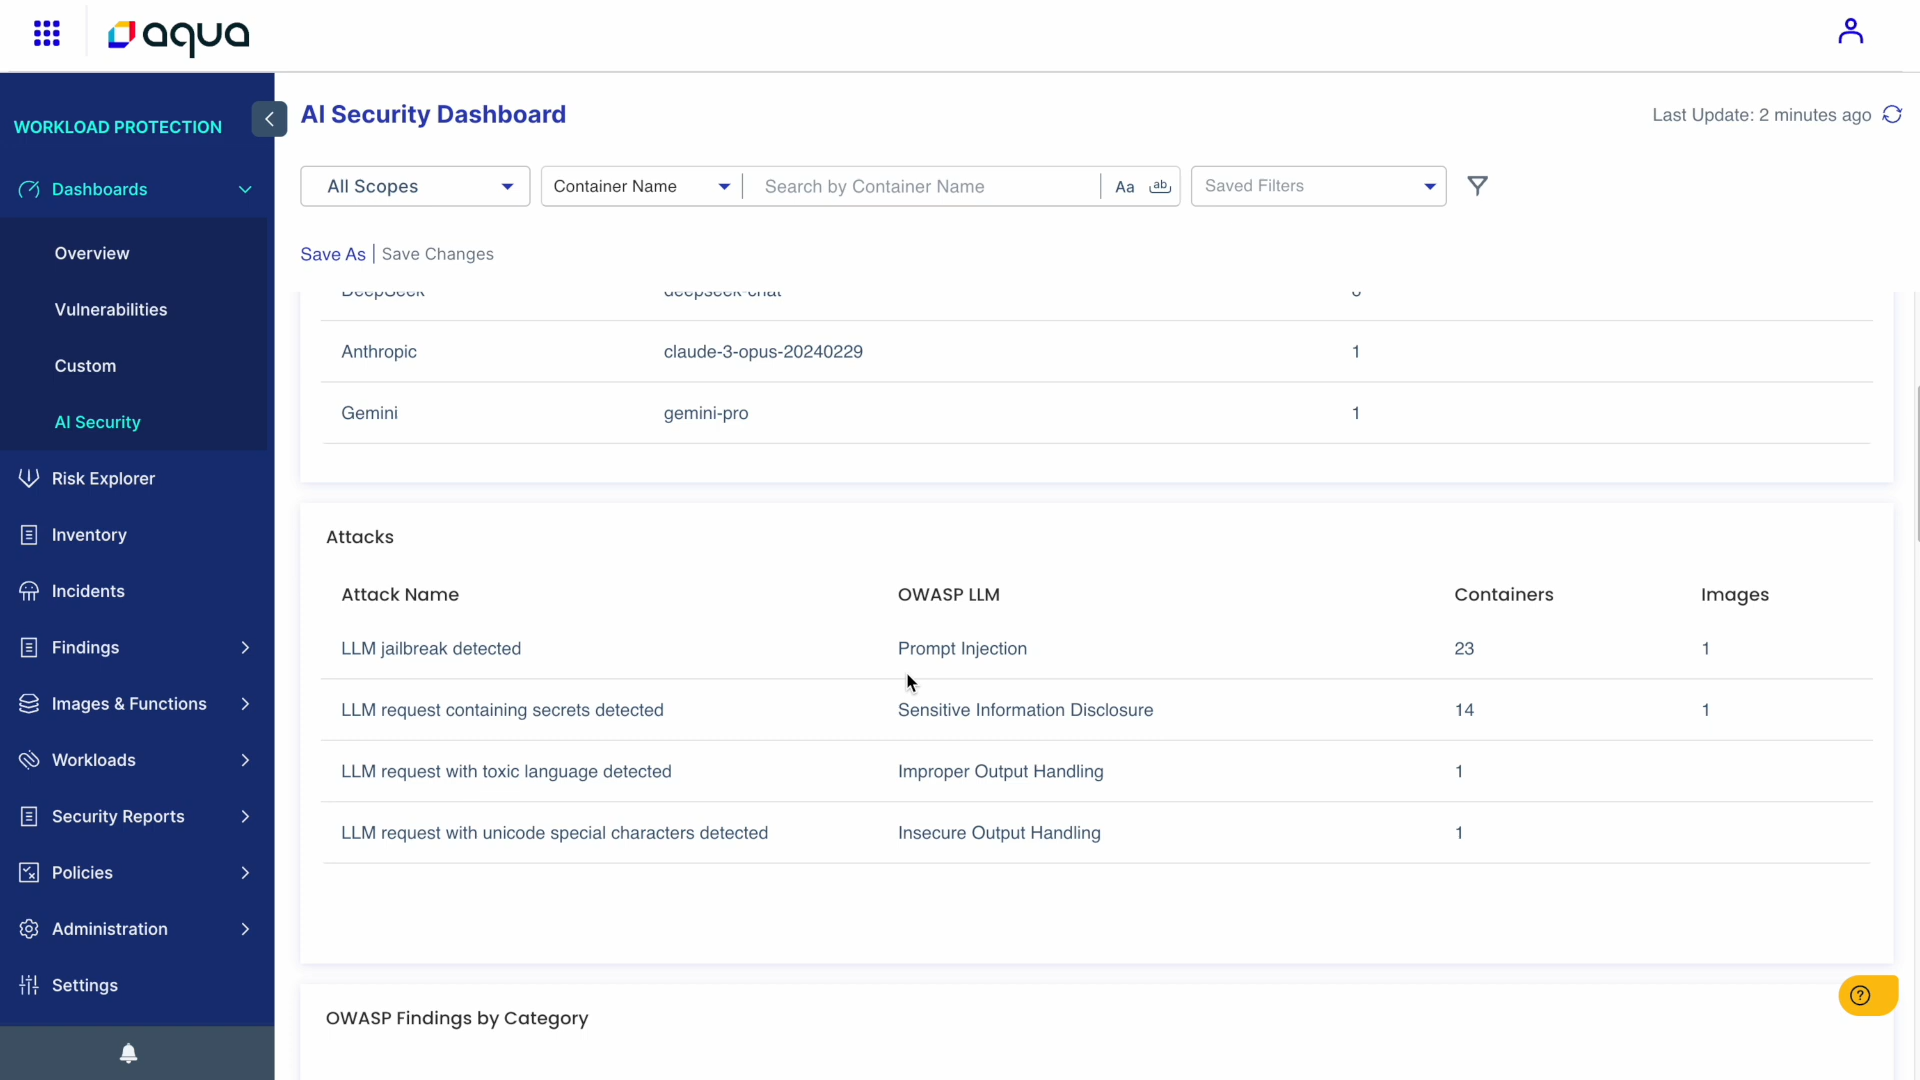 aqua
WORKLOAD PROTECTION
Dashboards
Overview
Vulnerabilities
Custom
AI Security
Risk Explorer
Inventory
Incidents
Findings
Images & Functions
Workloads
Security Reports
Policies
Administration
Settings
AI Security Dashboard
Last Update: 2 minutes ago
All Scopes
Container Name
Search by Container Name
Aa
ab
Saved Filters
Save As | Save Changes
DeepSeek deepseek-chat
Anthropic claude-3-opus-20240229 1
Gemini gemini-pro 1
Attacks
Attack Name OWASP LLM Containers Images
LLM jailbreak detected Prompt Injection 23 1
LLM request containing secrets detected Sensitive Information Disclosure 14 1
LLM request with toxic language detected Improper Output Handling 1
LLM request with unicode special characters detected Insecure Output Handling 1
OWASP Findings by Category
?